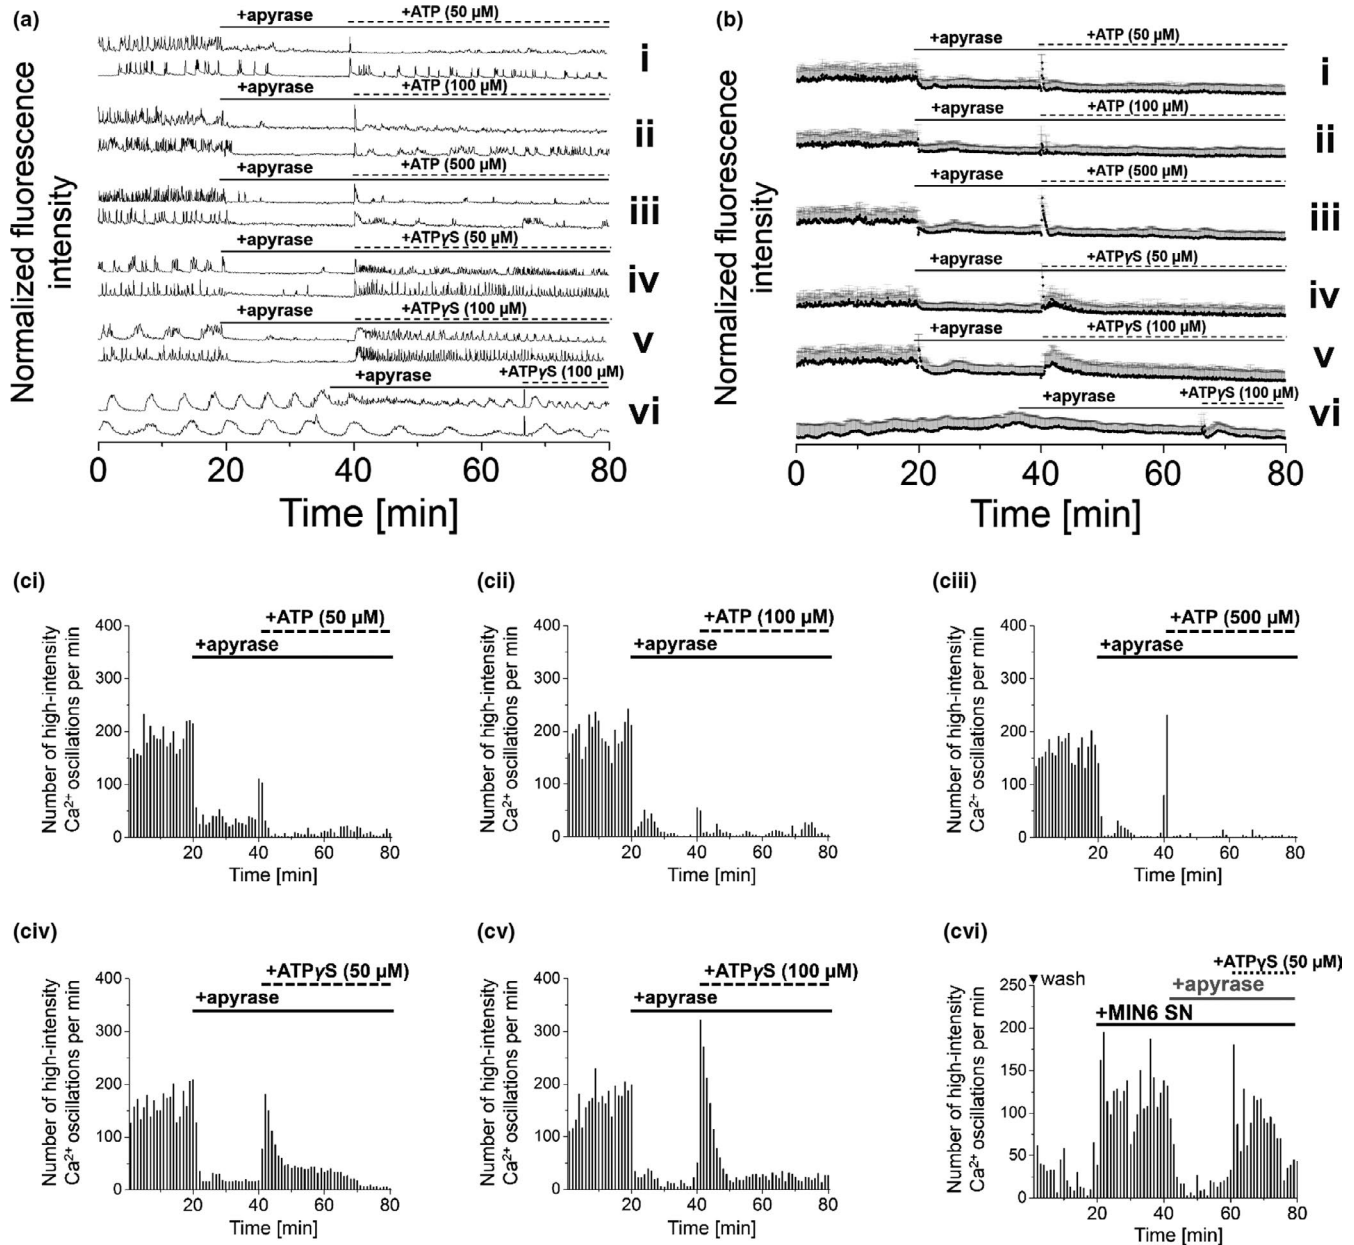 (a)
Normalized fluorescence
intensity
+apyrase
+ATP (50 µM)
i
+apyrase
+ATP (100 µM)
ii
+apyrase
+ATP (500 µM)
iii
+apyrase
+ATPγS (50 µM)
iv
+apyrase
+ATPγS (100 µM)
v
+apyrase
+ATPγS (100 µM)
vi
0 20 40 60 80
Time [min]
(b)
Normalized fluorescence
intensity
+apyrase
+ATP (50 µM)
i
+apyrase
+ATP (100 µM)
ii
+apyrase
+ATP (500 µM)
iii
+apyrase
+ATPγS (50 µM)
iv
+apyrase
+ATPγS (100 µM)
v
+apyrase
+ATPγS (100 µM)
vi
0 20 40 60 80
Time [min]
(ci)
Number of high-intensity
Ca²⁺ oscillations per min
+ATP (50 µM)
+apyrase
400
300
200
100
0
20 40 60 80
Time [min]
(cii)
Number of high-intensity
Ca²⁺ oscillations per min
+ATP (100 µM)
+apyrase
400
300
200
100
0
20 40 60 80
Time [min]
(ciii)
Number of high-intensity
Ca²⁺ oscillations per min
+ATP (500 µM)
+apyrase
400
300
200
100
0
20 40 60 80
Time [min]
(civ)
Number of high-intensity
Ca²⁺ oscillations per min
+ATPγS (50 µM)
+apyrase
400
300
200
100
0
20 40 60 80
Time [min]
(cv)
Number of high-intensity
Ca²⁺ oscillations per min
+ATPγS (100 µM)
+apyrase
400
300
200
100
0
20 40 60 80
Time [min]
(cvi)
Number of high-intensity
Ca²⁺ oscillations per min
▼wash
+ATPγS (50 µM)
+apyrase
+MIN6 SN
250
200
150
100
50
0
20 40 60 80
Time [min]